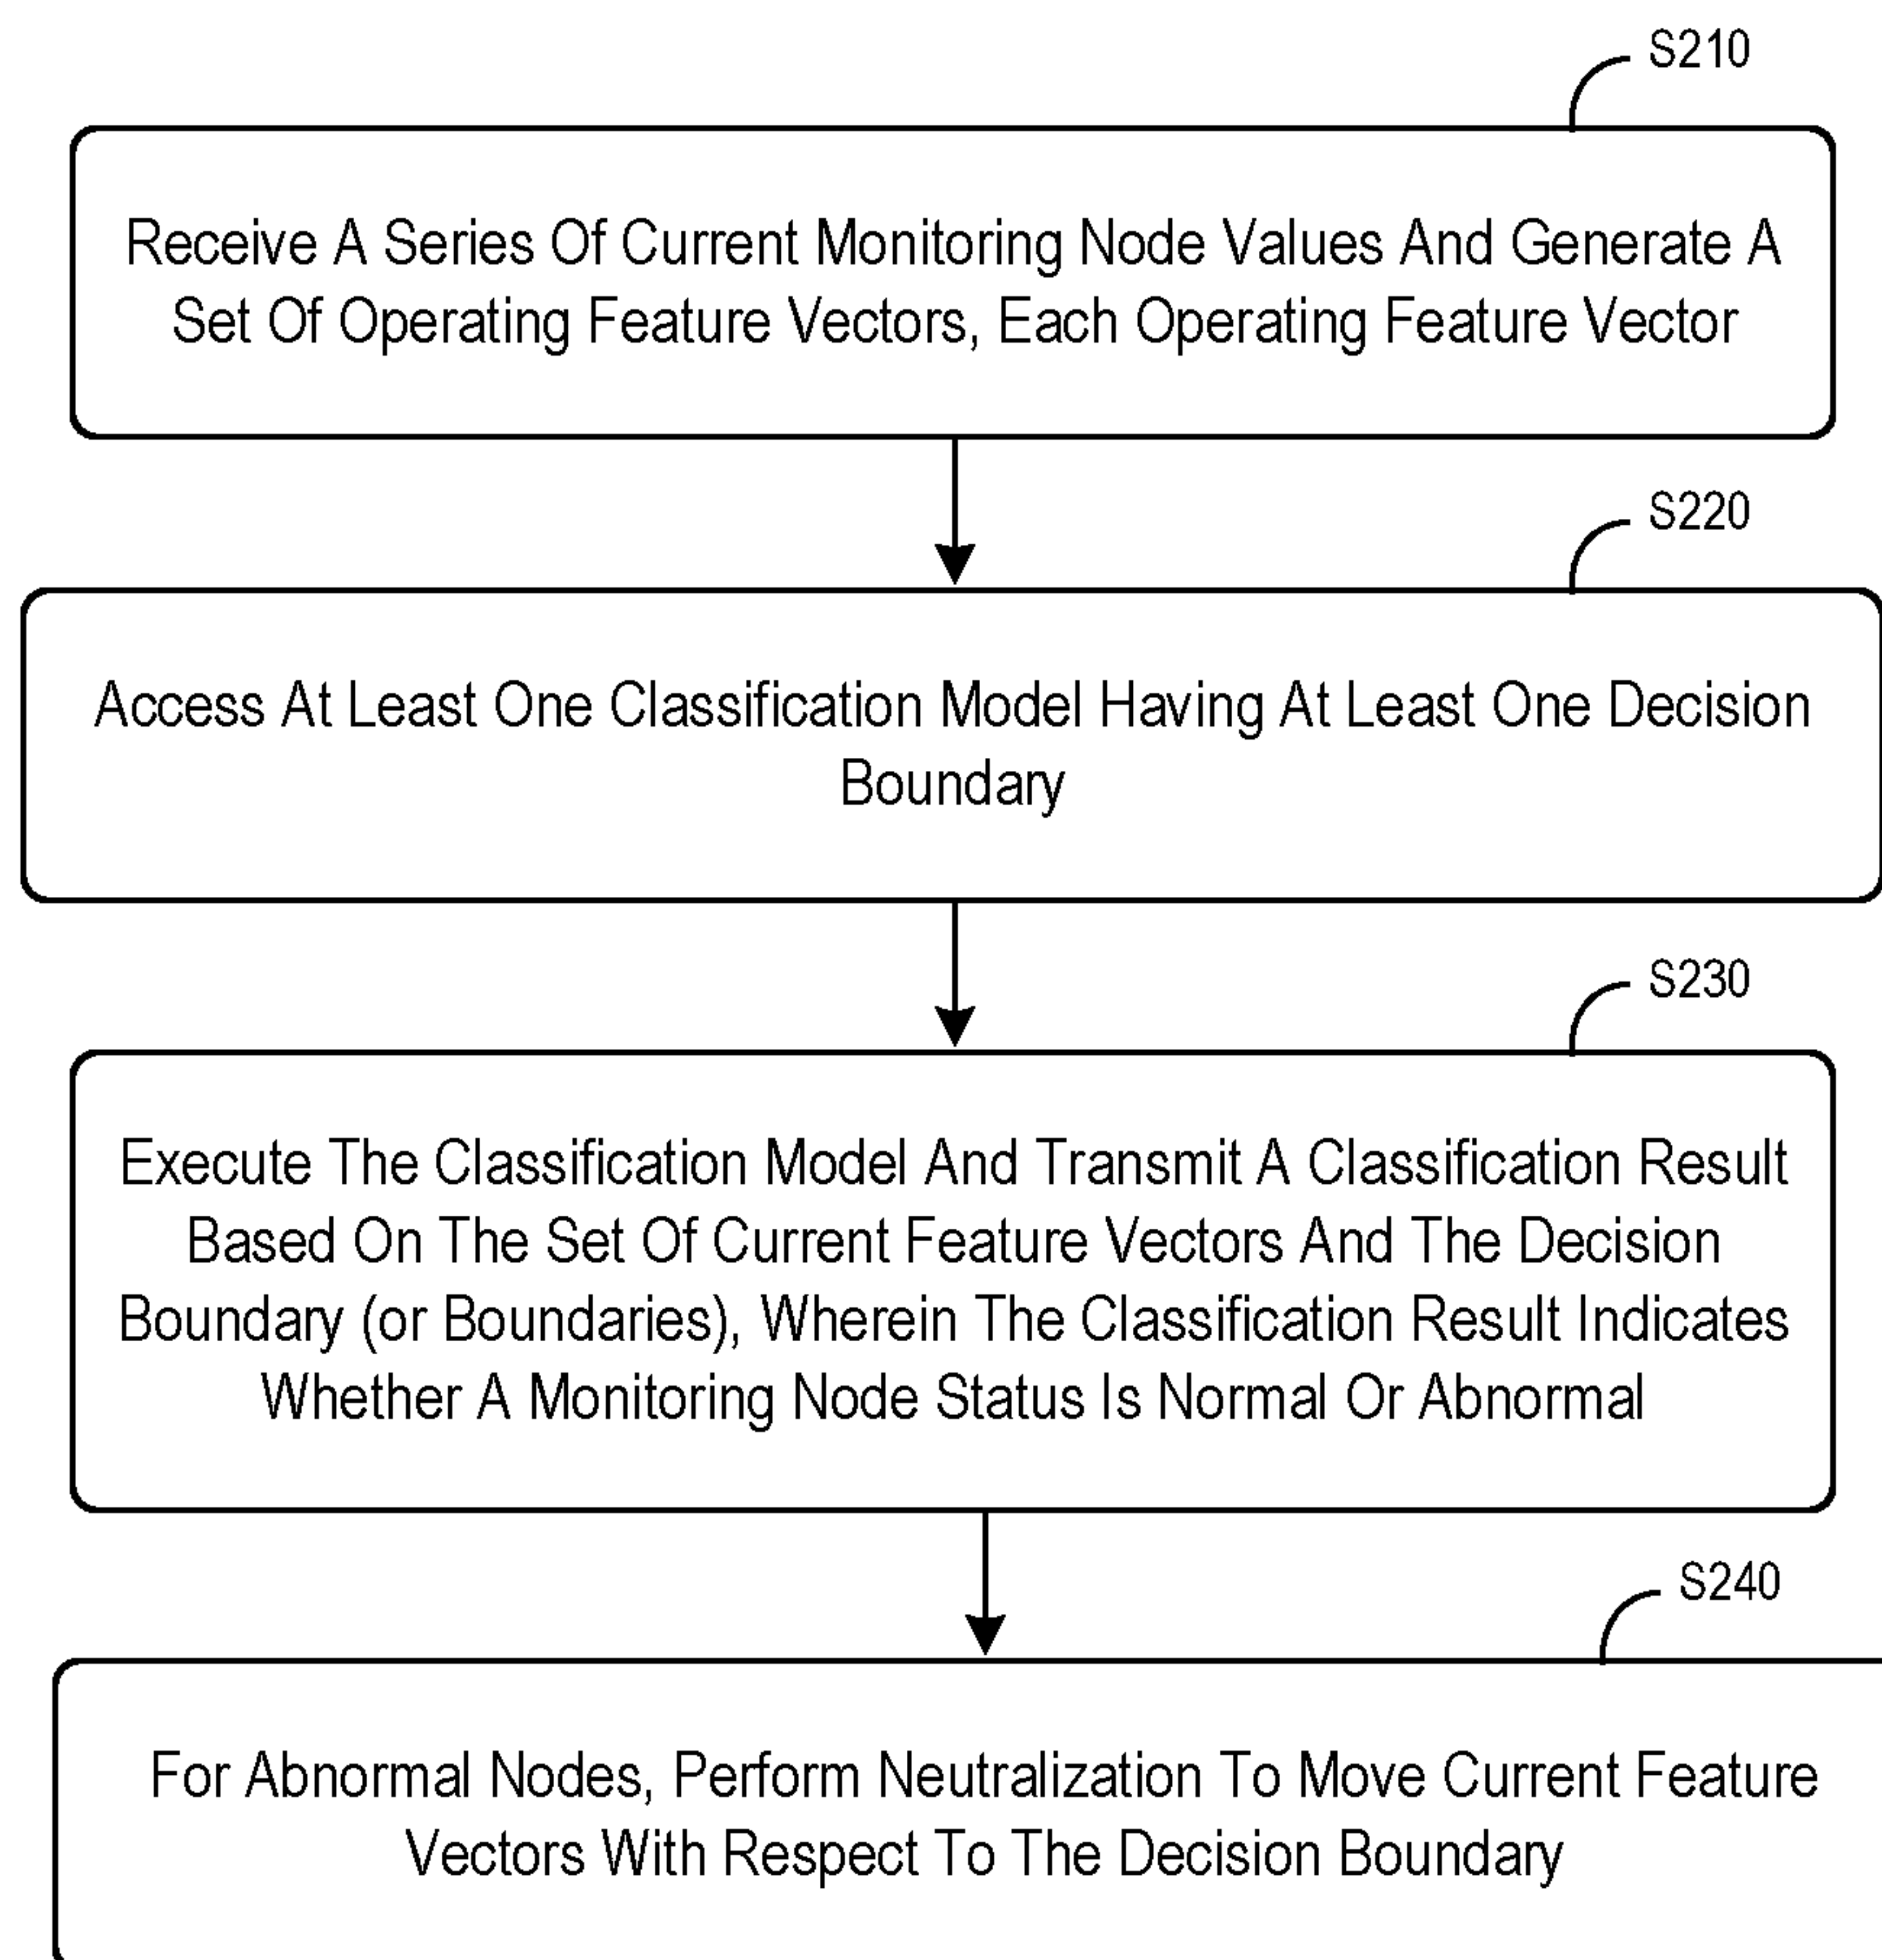 S210
Receive A Series Of Current Monitoring Node Values And Generate A
Set Of Operating Feature Vectors, Each Operating Feature Vector
S220
Access At Least One Classification Model Having At Least One Decision
Boundary
S230
Execute The Classification Model And Transmit A Classification Result
Based On The Set Of Current Feature Vectors And The Decision
Boundary (or Boundaries), Wherein The Classification Result Indicates
Whether A Monitoring Node Status Is Normal Or Abnormal
S240
For Abnormal Nodes, Perform Neutralization To Move Current Feature
Vectors With Respect To The Decision Boundary